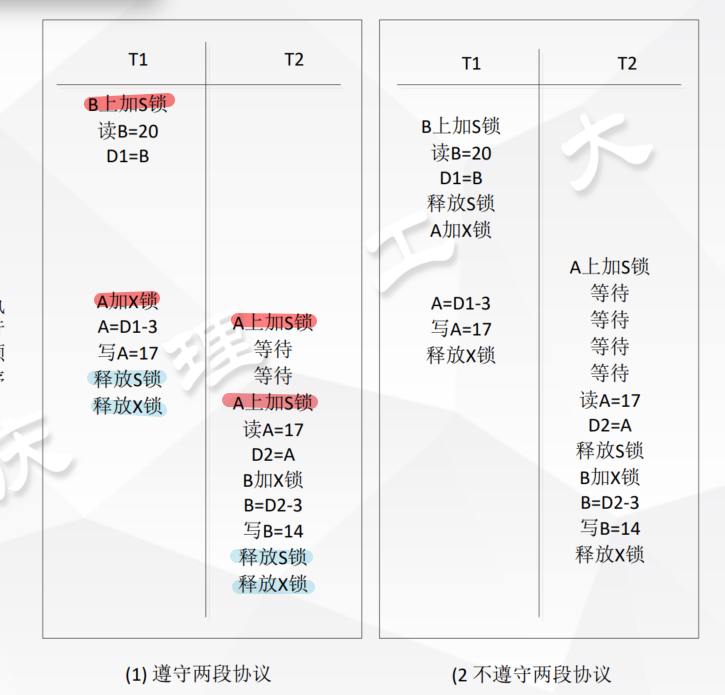 T1
T2
B上加S锁
读B=20
D1=B
A加X锁
A=D1-3
写A=17
释放S锁
释放X锁
A上加S锁
等待
等待
A上加S锁
读A=17
D2=A
B加X锁
B=D2-3
写B=14
释放S锁
释放X锁
(1) 遵守两段协议
T1
T2
B上加S锁
读B=20
D1=B
释放S锁
A加X锁
A=D1-3
写A=17
释放X锁
A上加S锁
等待
等待
等待
等待
读A=17
D2=A
释放S锁
B加X锁
B=D2-3
写B=14
释放X锁
(2 不遵守两段协议
理工大